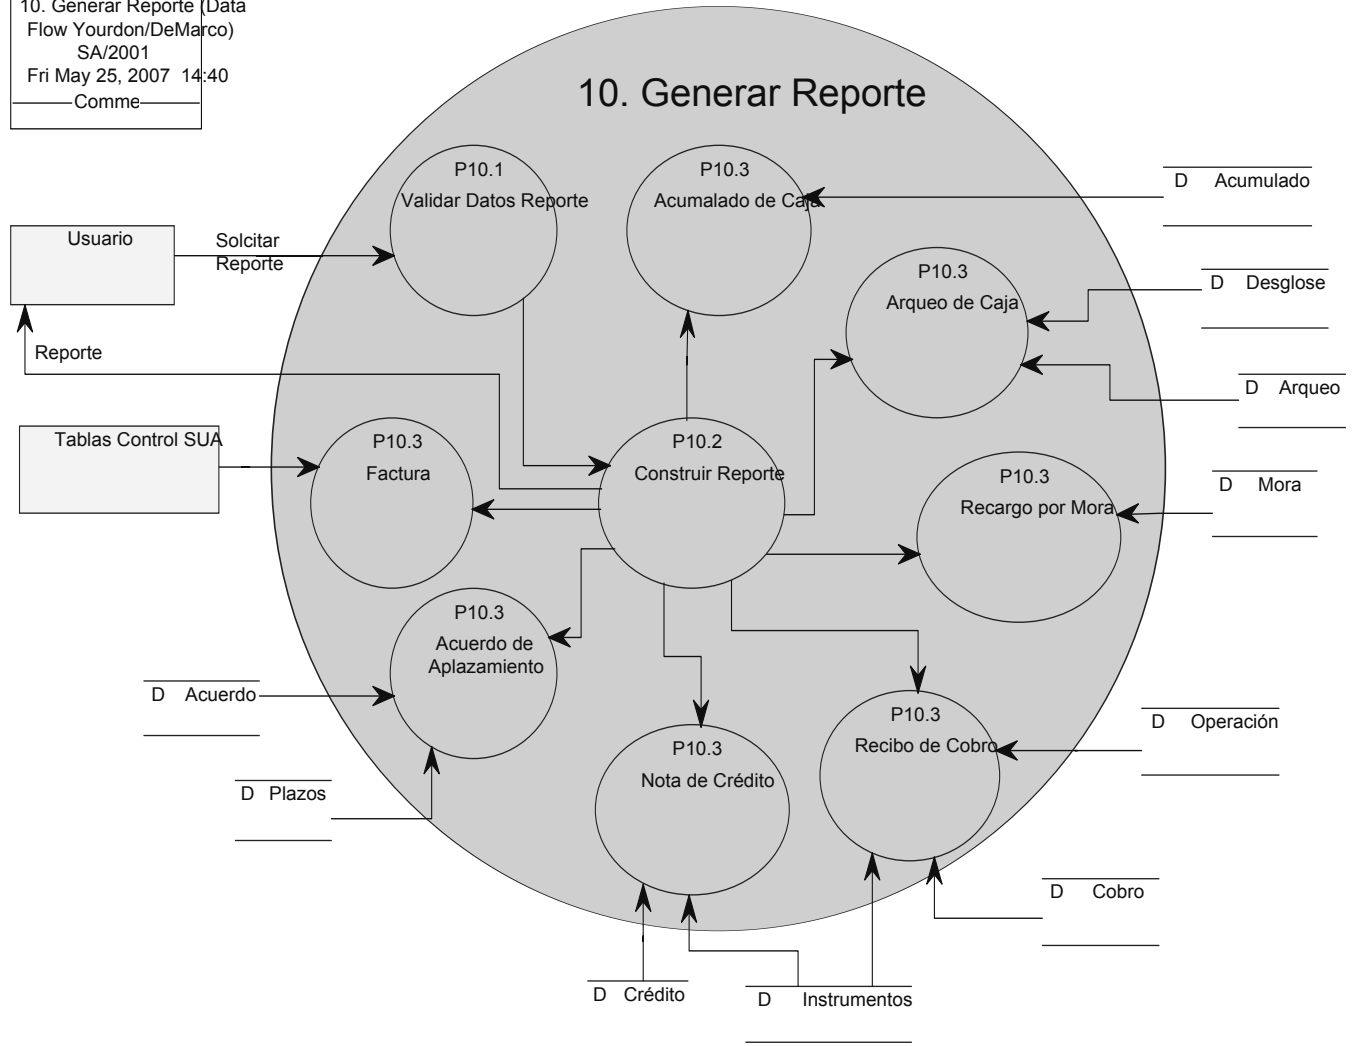 10. Generar Reporte (Data
Flow Yourdon/DeMarco)
SA/2001
Fri May 25, 2007  14:40
Comme
10. Generar Reporte
P10.1
Validar Datos Reporte
P10.3
Acumalado de Caja
D Acumulado
Usuario
Solcitar
Reporte
P10.3
Arqueo de Caja
D Desglose
Reporte
D Arqueo
Tablas Control SUA
P10.3
Factura
P10.2
Construir Reporte
P10.3
Recargo por Mora
D Mora
P10.3
Acuerdo de
Aplazamiento
D Acuerdo
P10.3
Recibo de Cobro
D Operación
P10.3
Nota de Crédito
D Plazos
D Cobro
D Crédito
D Instrumentos